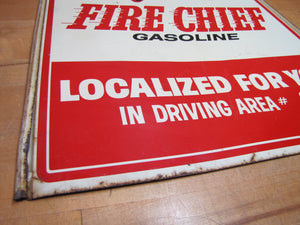 FIRE CHIEF
GASOLINE
LOCALIZED FOR
IN DRIVING AREA#